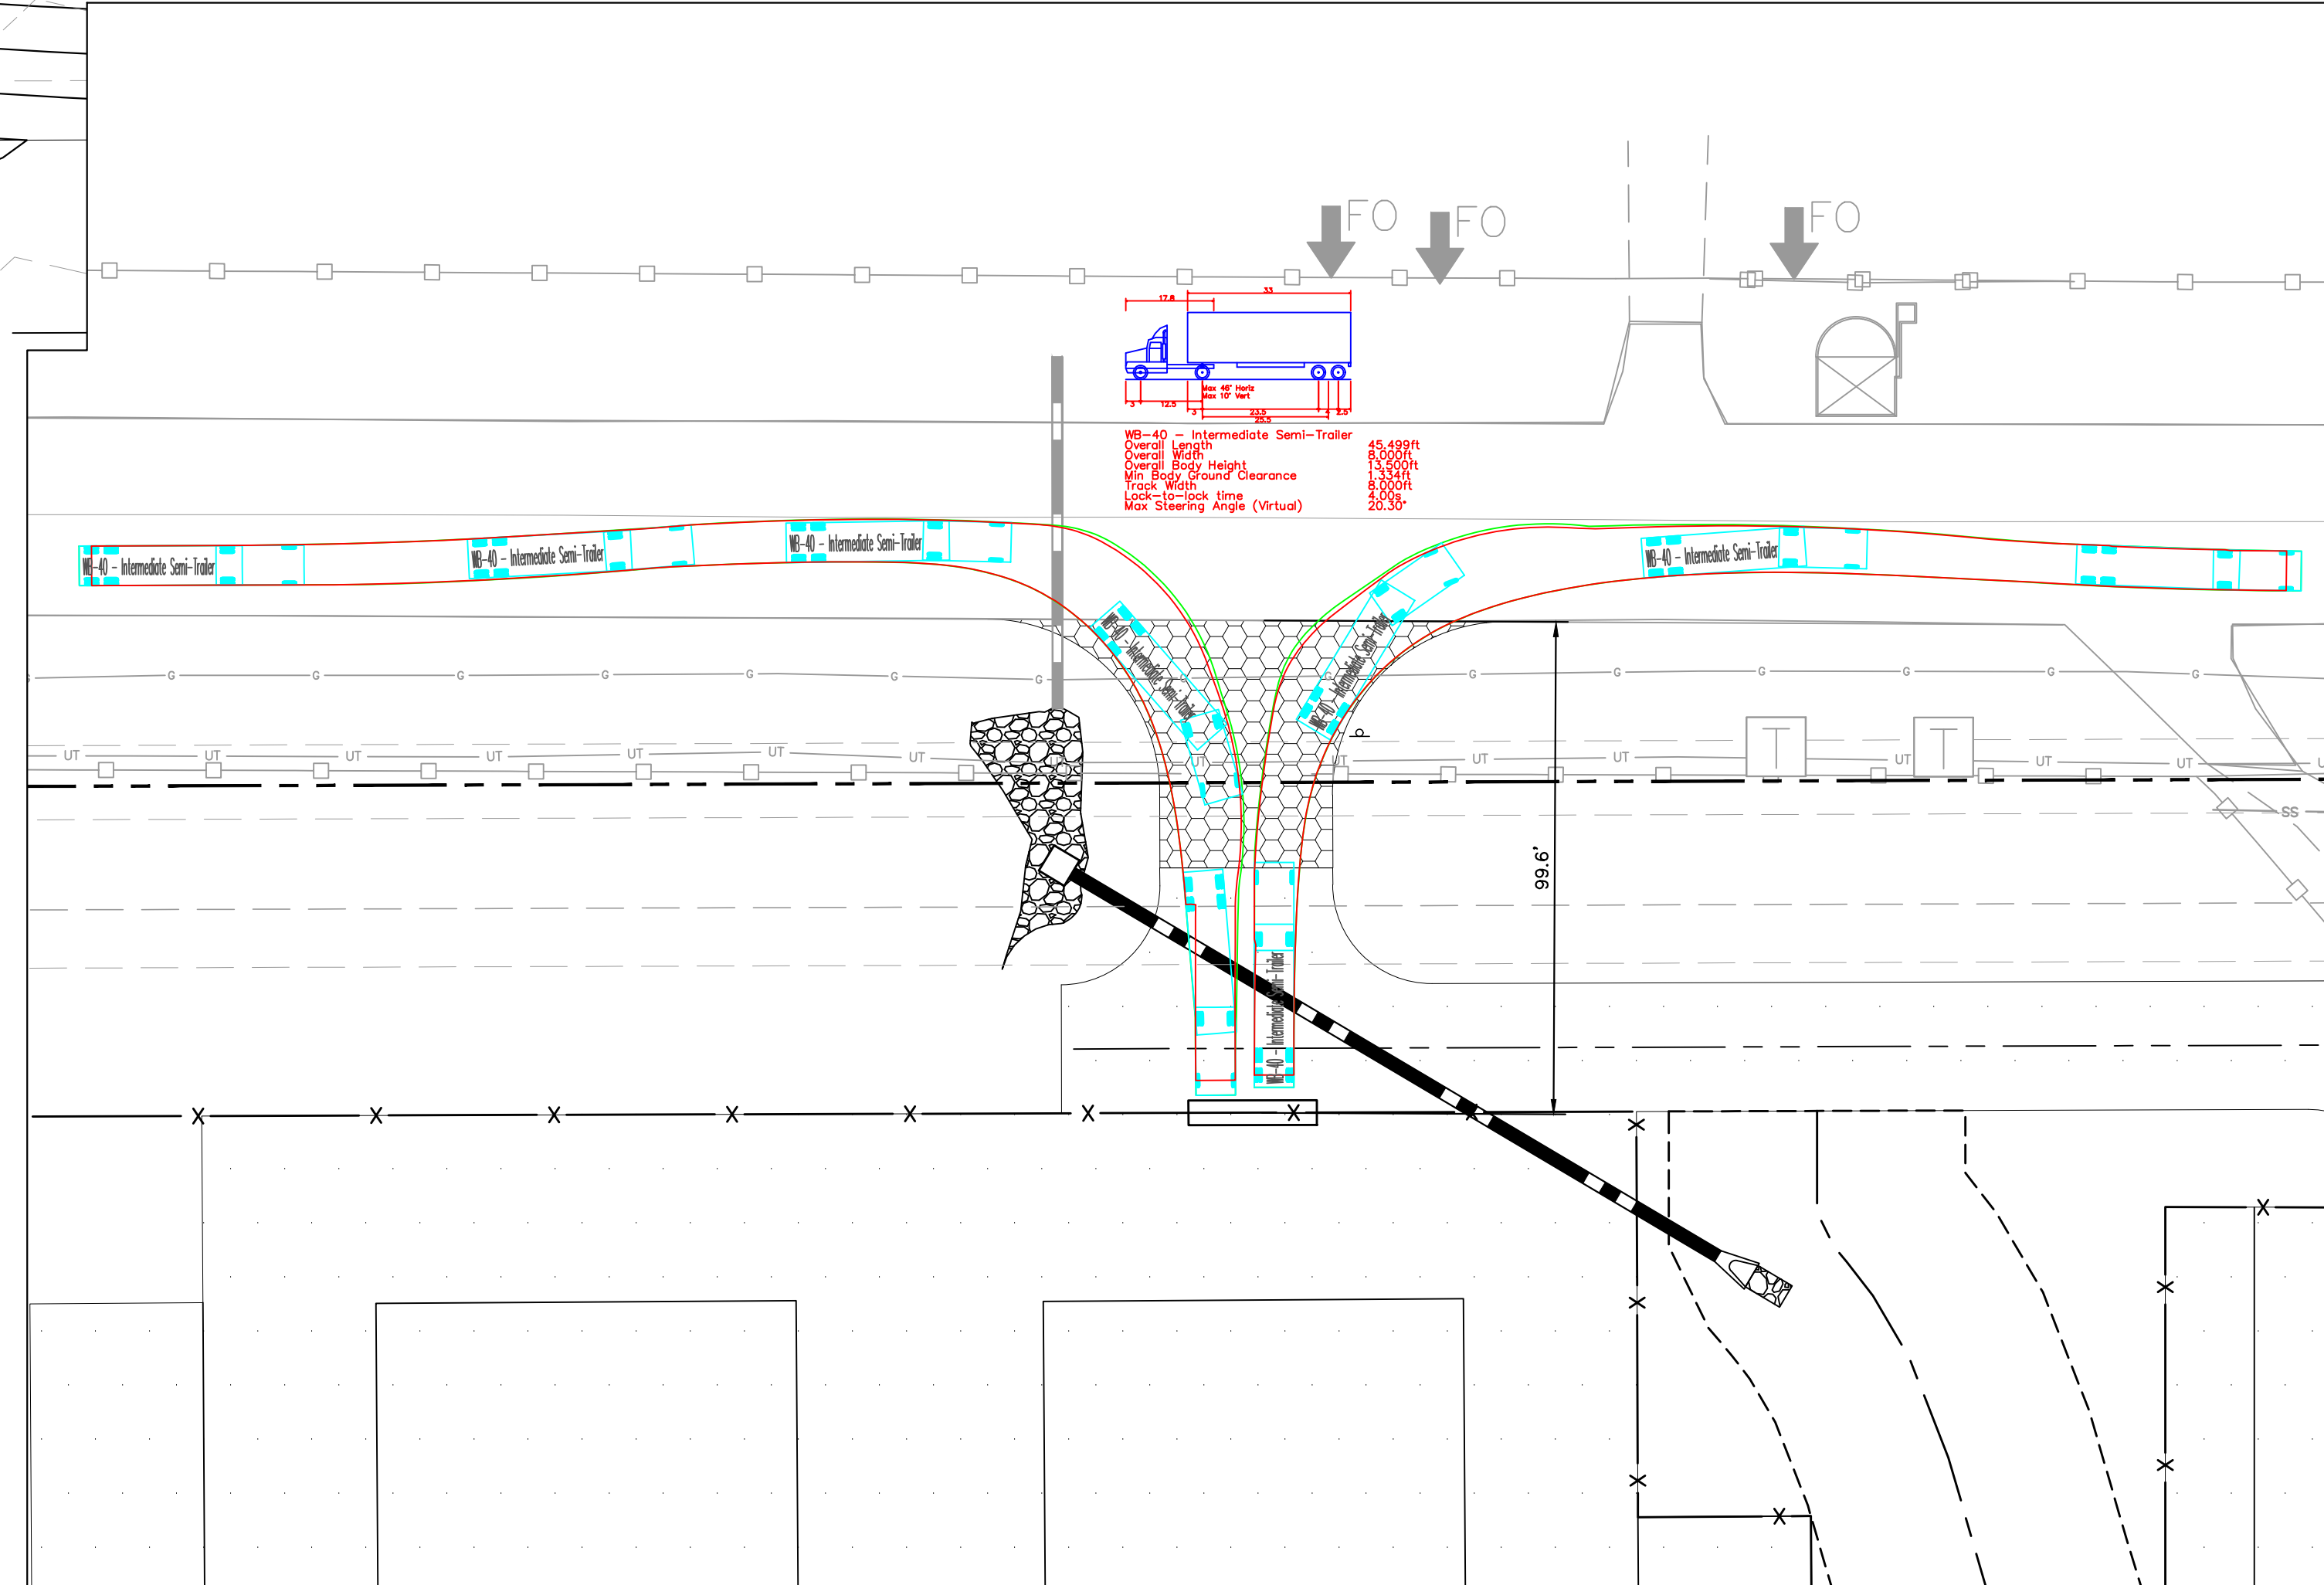 FO FO FO
33
17.8
Max 46° Horiz
Max 10° Vert
3 12.5 3 23.5 4 2.5
25.5
WB-40 - Intermediate Semi-Trailer
Overall Length 45.499ft
Overall Width 8.000ft
Overall Body Height 13.500ft
Min Body Ground Clearance 1.334ft
Track Width 8.000ft
Lock-to-lock time 4.00s
Max Steering Angle (Virtual) 20.30°
WB-40 - Intermediate Semi-Trailer
WB-40 - Intermediate Semi-Trailer
WB-40 - Intermediate Semi-Trailer
WB-40 - Intermediate Semi-Trailer
WB-40 - Intermediate Semi-Trailer
WB-40 - Intermediate Semi-Trailer
G G G G G G G G G G G G G G
T T
UT UT UT UT UT UT UT UT UT UT UT UT UT UT
SS
99.6'
WB-40 - Intermediate Semi-Trailer